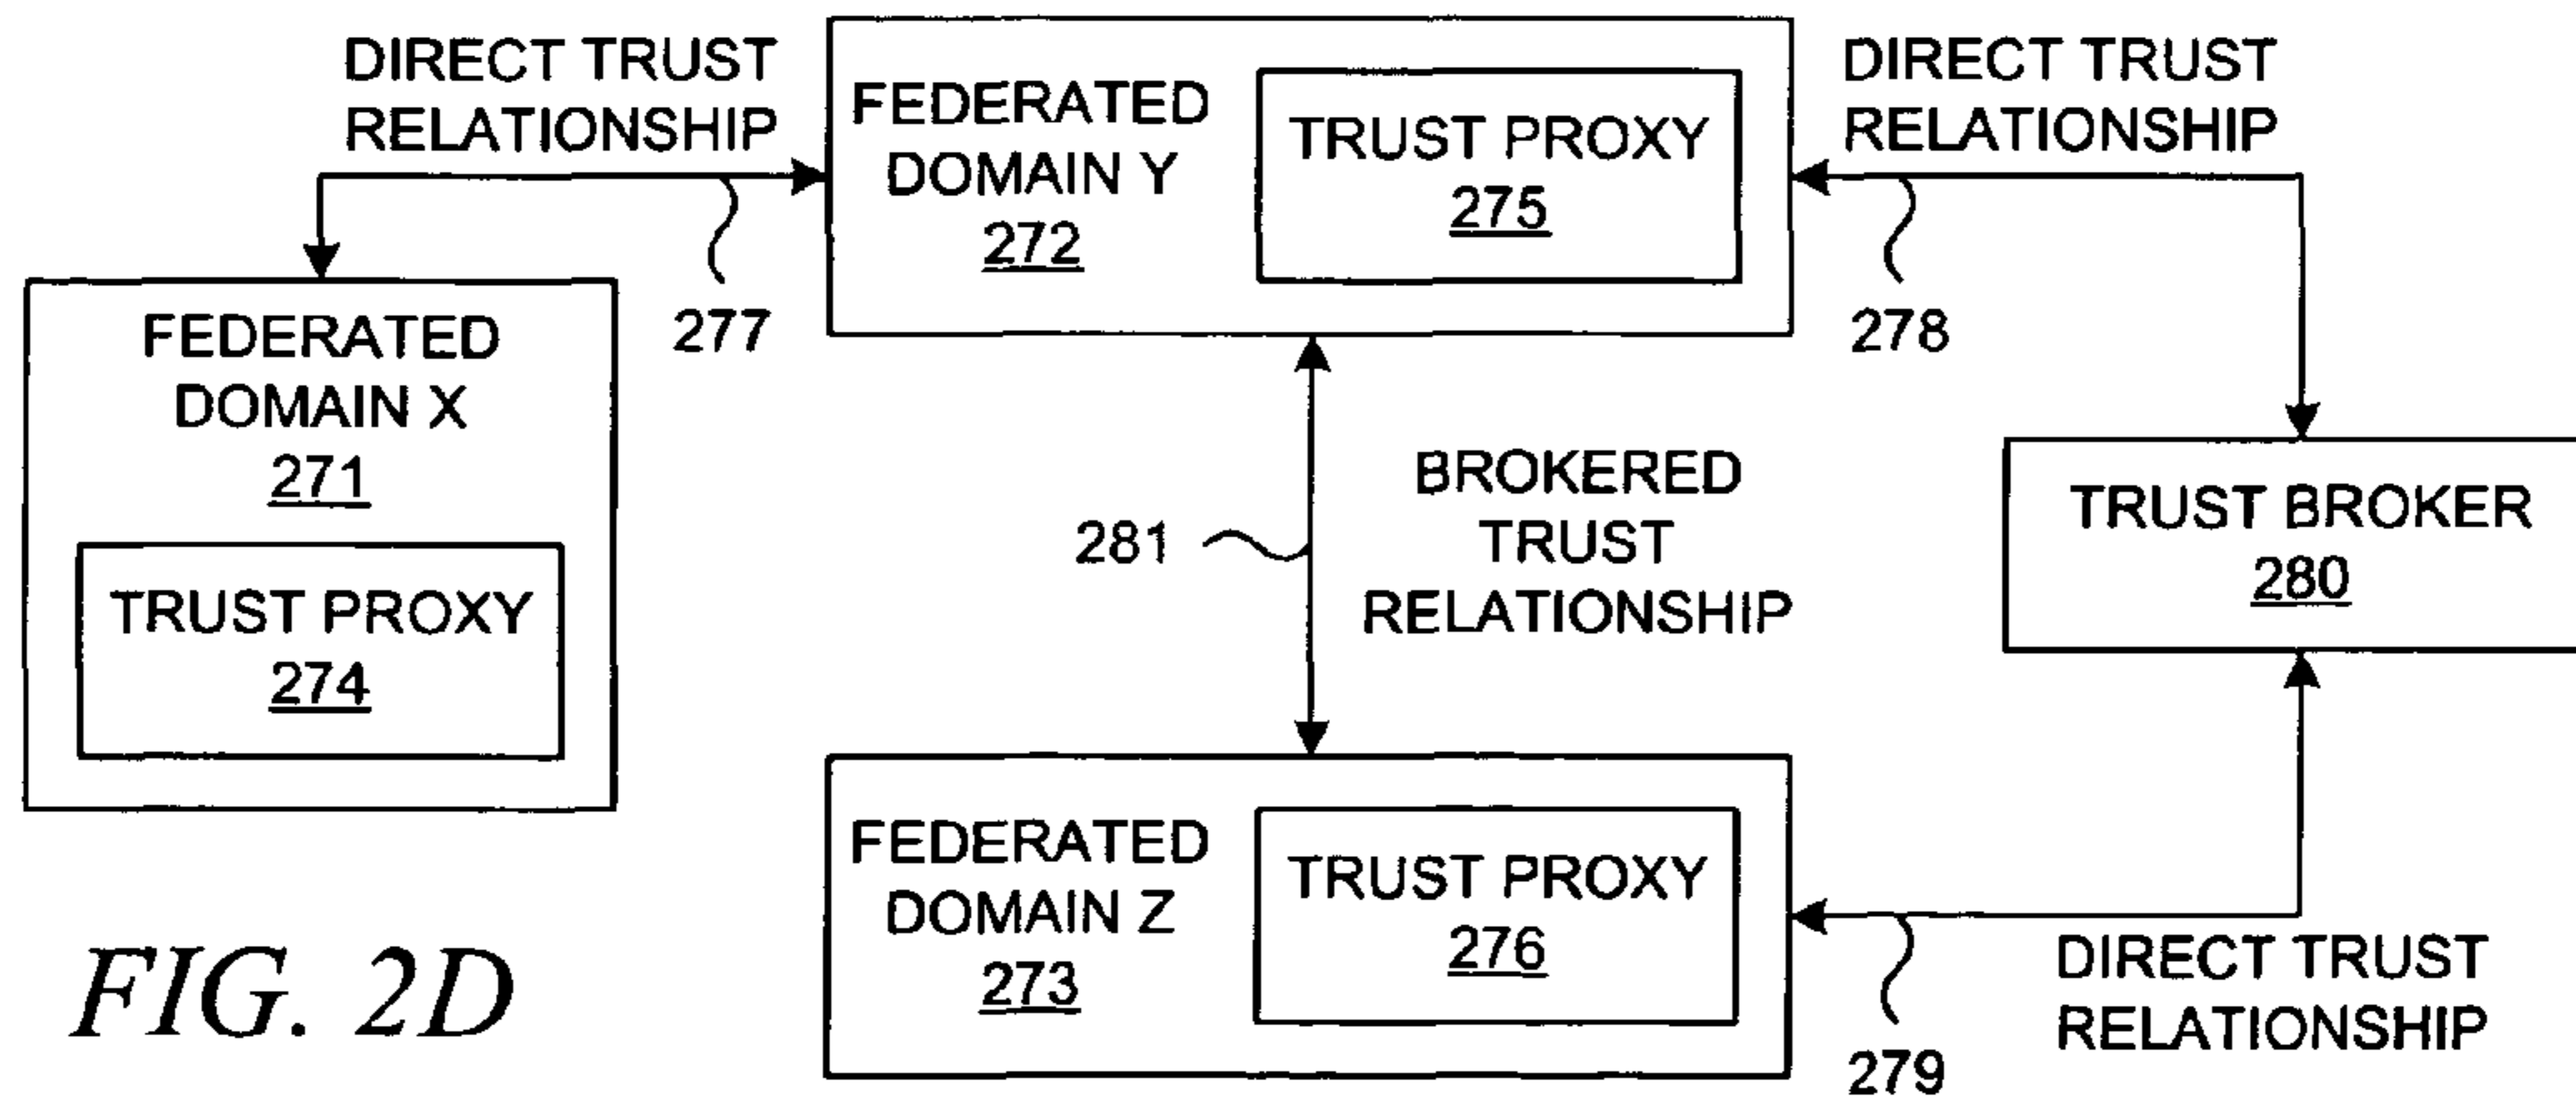 DIRECT TRUST
RELATIONSHIP
277
FEDERATED
DOMAIN X
271
TRUST PROXY
274
FEDERATED
DOMAIN Y
272
TRUST PROXY
275
DIRECT TRUST
RELATIONSHIP
278
281
BROKERED
TRUST
RELATIONSHIP
TRUST BROKER
280
FEDERATED
DOMAIN Z
273
TRUST PROXY
276
279
DIRECT TRUST
RELATIONSHIP
FIG. 2D